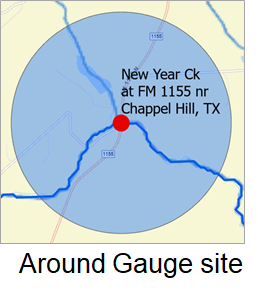 1155
New Year Ck
at FM 1155 nr
Chappel Hill, TX
1155
Around Gauge site